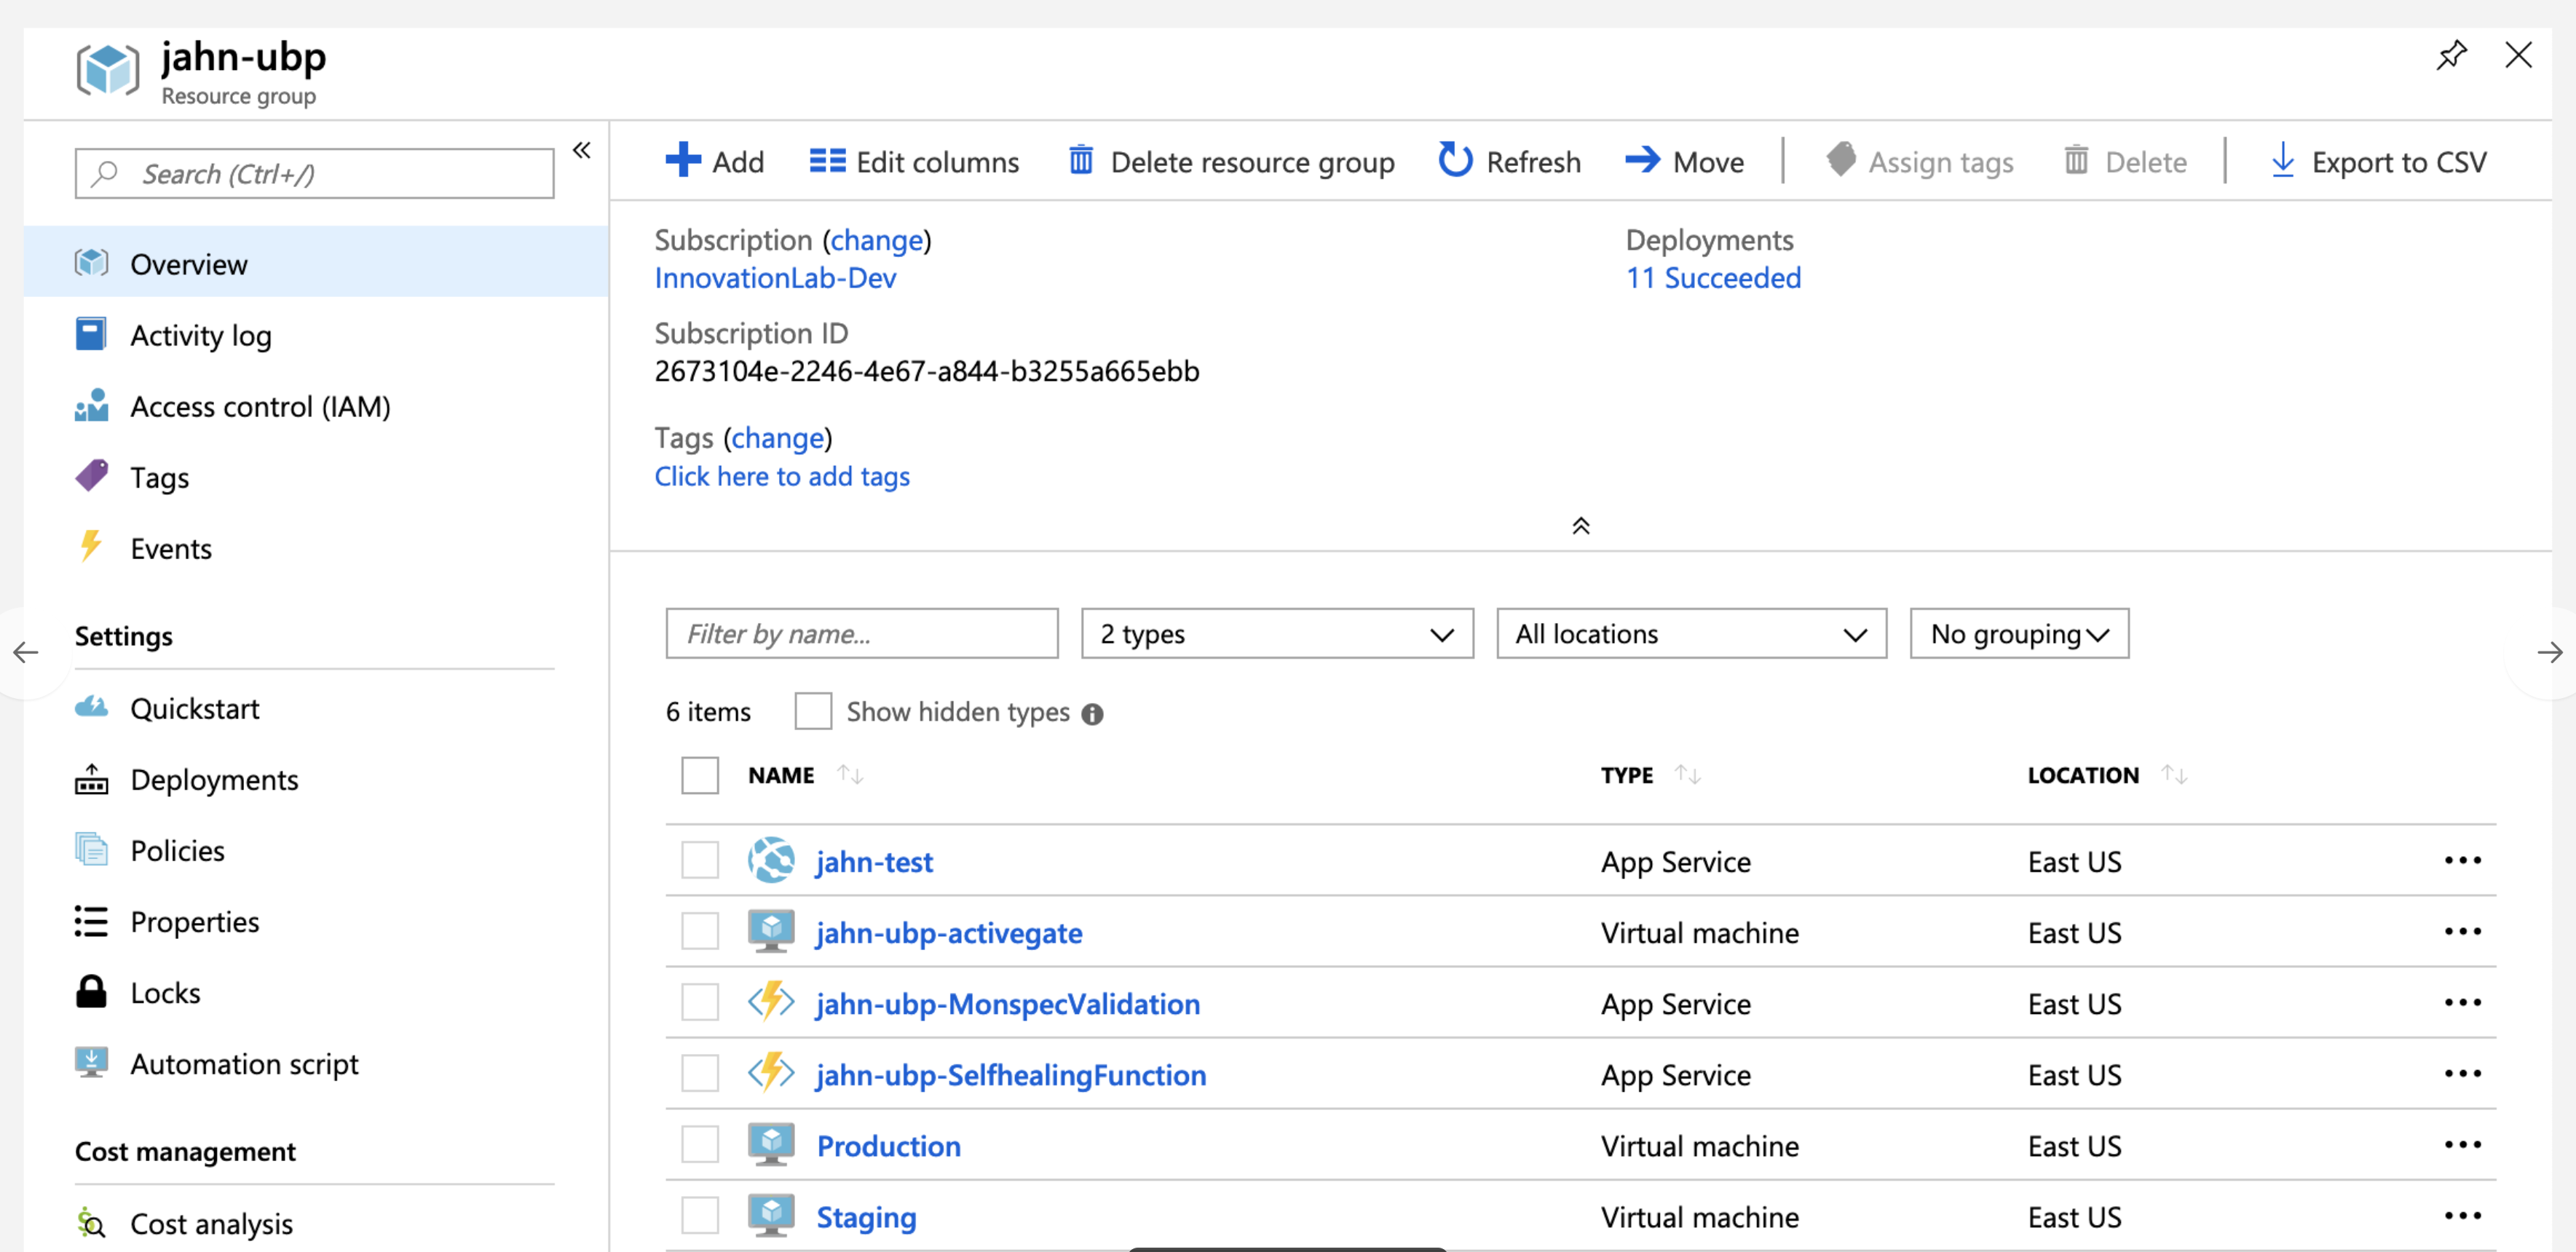 jahn-ubp
Resource group
Search (Ctrl+/)
Overview
Activity log
Access control (IAM)
Tags
Events
Settings
Quickstart
Deployments
Policies
Properties
Locks
Automation script
Cost management
Cost analysis
Add Edit columns Delete resource group Refresh Move Assign tags Delete Export to CSV
Subscription (change)
InnovationLab-Dev
Deployments
11 Succeeded
Subscription ID
2673104e-2246-4e67-a844-b3255a665ebb
Tags (change)
Click here to add tags
Filter by name... 2 types All locations No grouping
6 items Show hidden types
NAME TYPE LOCATION
jahn-test App Service East US
jahn-ubp-activegate Virtual machine East US
jahn-ubp-MonspecValidation App Service East US
jahn-ubp-SelfhealingFunction App Service East US
Production Virtual machine East US
Staging Virtual machine East US